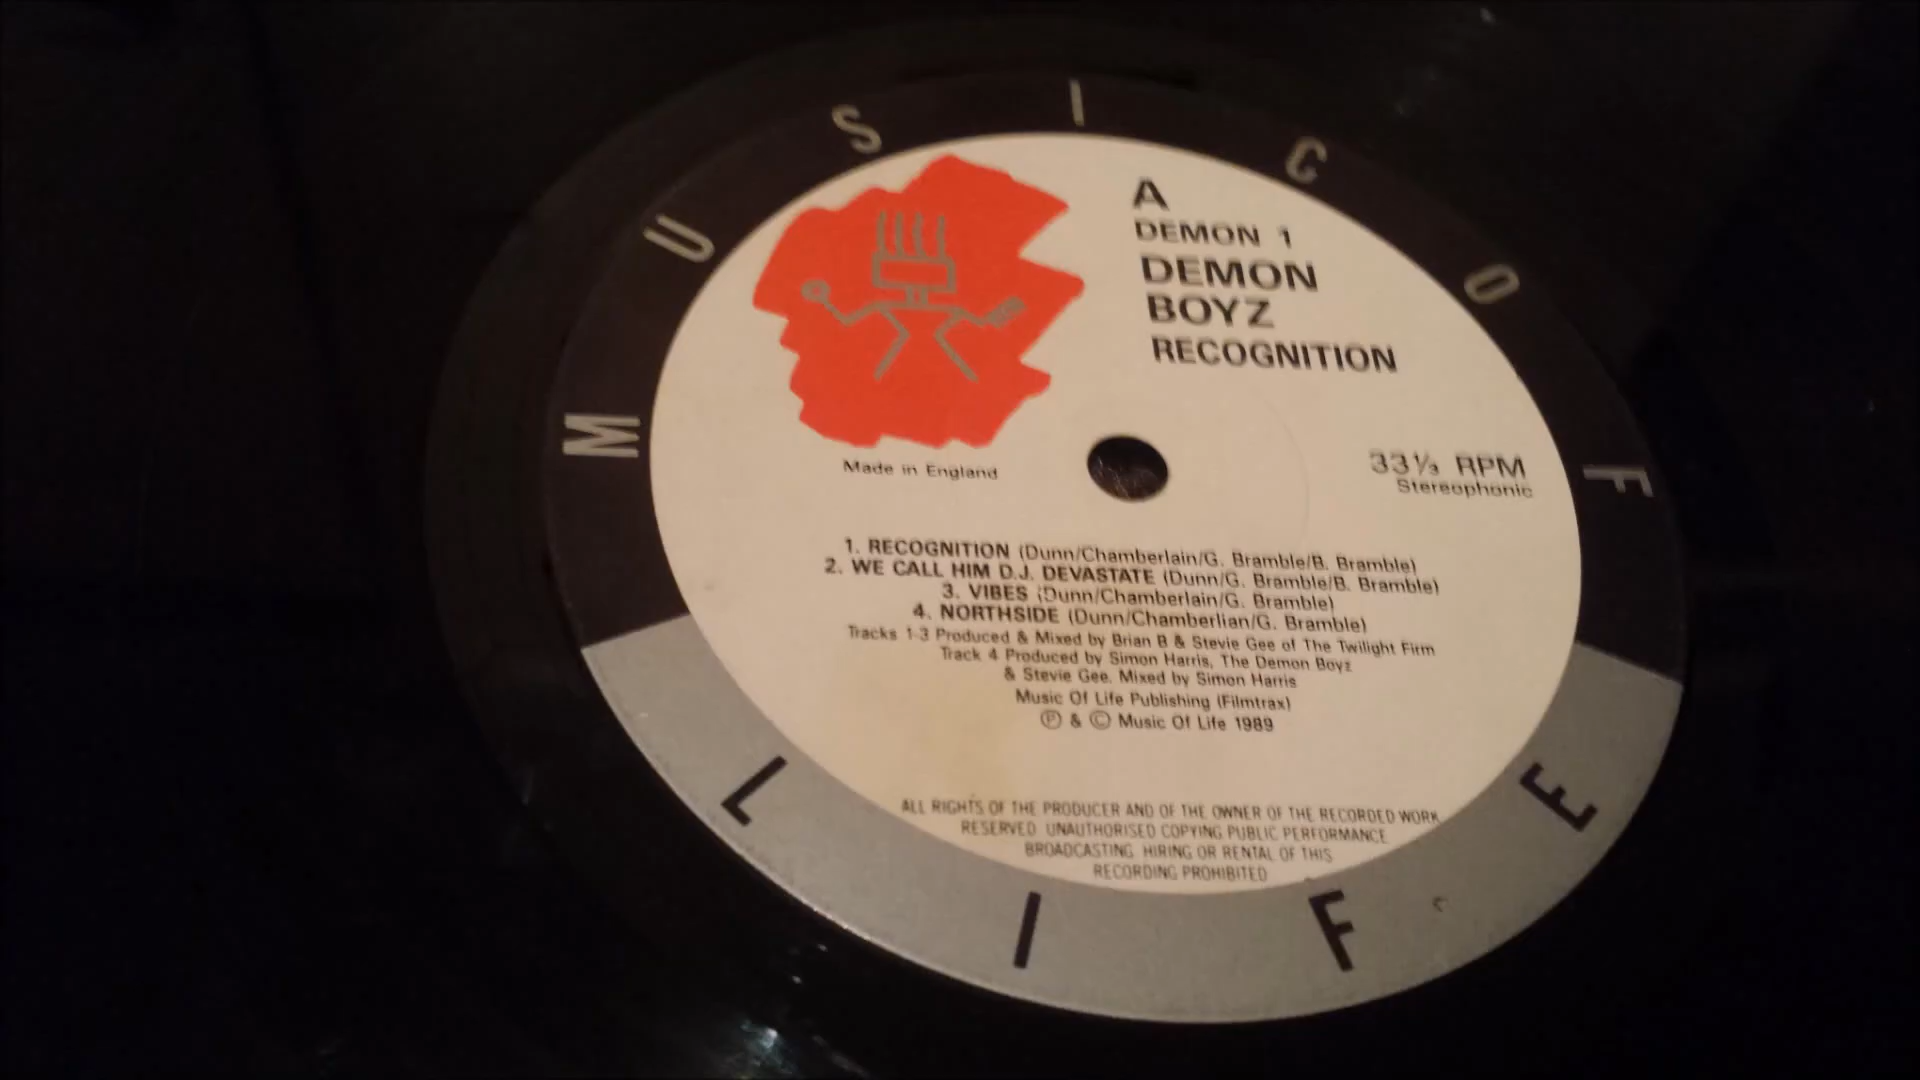 MUSIC OF LIFE
A
DEMON 1
DEMON
BOYZ
RECOGNITION
Made in England
33⅓ RPM
Stereophonic
1. RECOGNITION (Dunn/Chamberlain/G. Bramble/B. Bramble)
2. WE CALL HIM D.J. DEVASTATE (Dunn/G. Bramble/B. Bramble)
3. VIBES (Dunn/Chamberlain/G. Bramble)
4. NORTHSIDE (Dunn/Chamberlian/G. Bramble)
Tracks 1-3 Produced & Mixed by Brian B & Stevie Gee of The Twilight Firm
Track 4 Produced by Simon Harris, The Demon Boyz
& Stevie Gee. Mixed by Simon Harris
Music Of Life Publishing (Filmtrax)
Ⓟ & © Music Of Life 1989
ALL RIGHTS OF THE PRODUCER AND OF THE OWNER OF THE RECORDED WORK
RESERVED UNAUTHORISED COPYING PUBLIC PERFORMANCE
BROADCASTING HIRING OR RENTAL OF THIS
RECORDING PROHIBITED